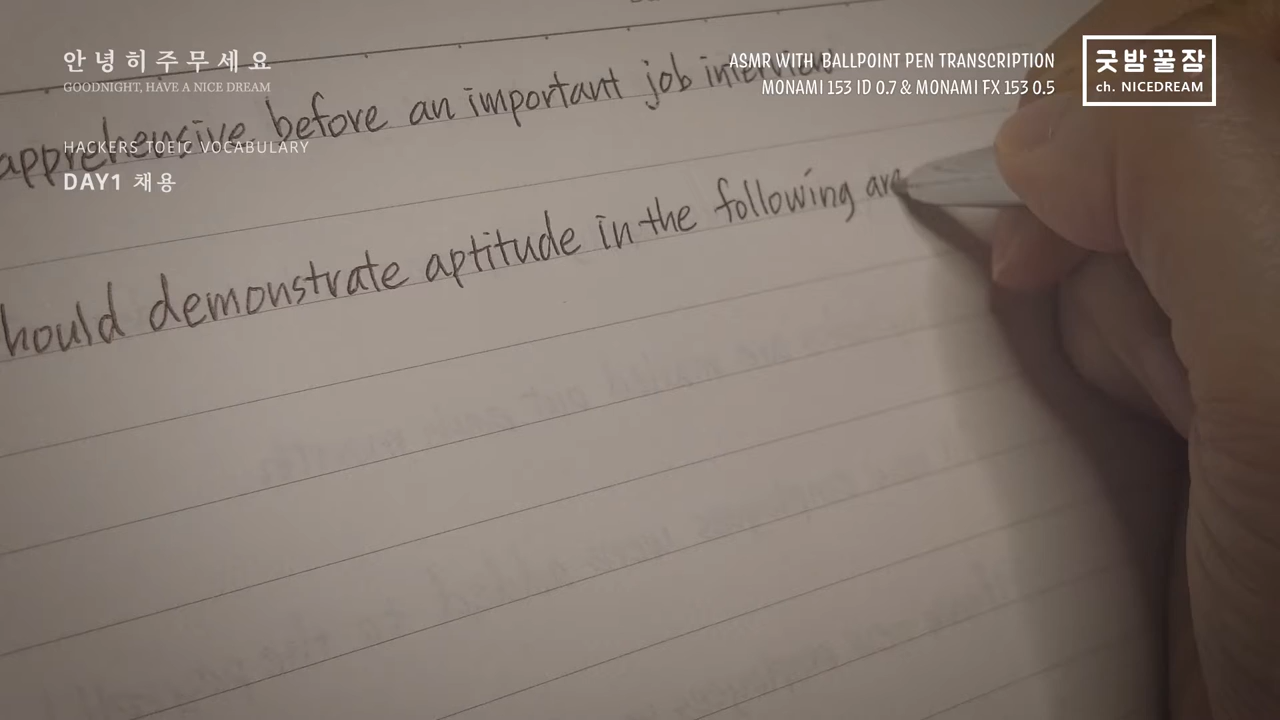 안녕히주무세요
GOODNIGHT, HAVE A NICE DREAM
HACKERS TOEIC VOCABULARY
DAY1 채용
ASMR WITH BALLPOINT PEN TRANSCRIPTION
MONAMI 153 ID 0.7 & MONAMI FX 153 0.5
굿밤꿀잠
ch. NICEDREAM
apprehensive before an important job interview
hould demonstrate aptitude in the following are